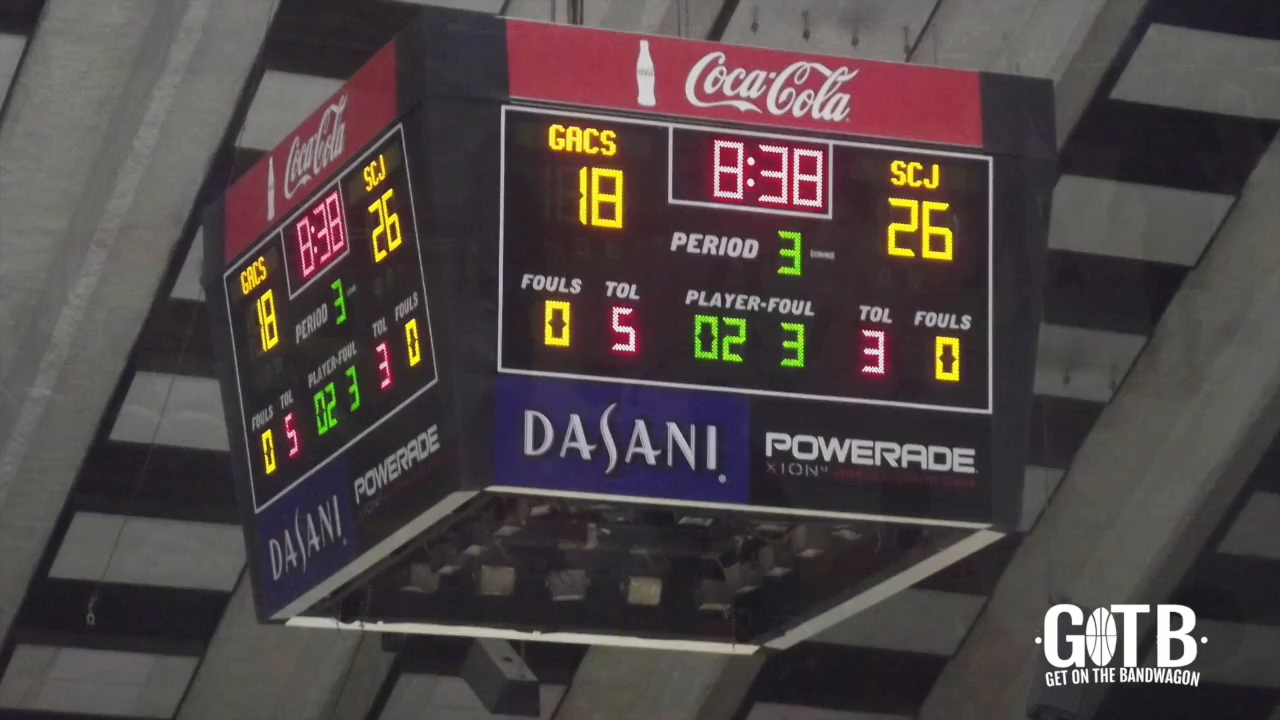 Coca-Cola
GACS
18
8:38
SCJ
26
PERIOD 3
FOULS
0
TOL
5
PLAYER-FOUL
02 3
TOL
3
FOULS
0
DASANI
POWERADE
XION4
Coca-Cola
GACS
18
8:38
SCJ
26
PERIOD 3
FOULS
0
TOL
5
PLAYER-FOUL
02 3
TOL
3
FOULS
0
DASANI
POWERADE
GOTB
GET ON THE BANDWAGON